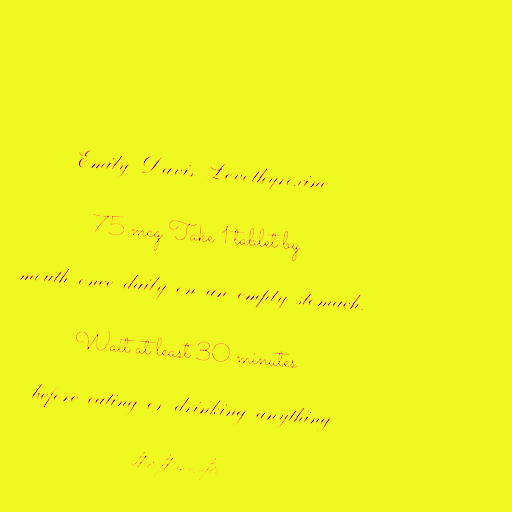 Emily Davis Levothyroxine
75 mcg Take 1 tablet by
mouth once daily on an empty stomach.
Wait at least 30 minutes
before eating or drinking anything